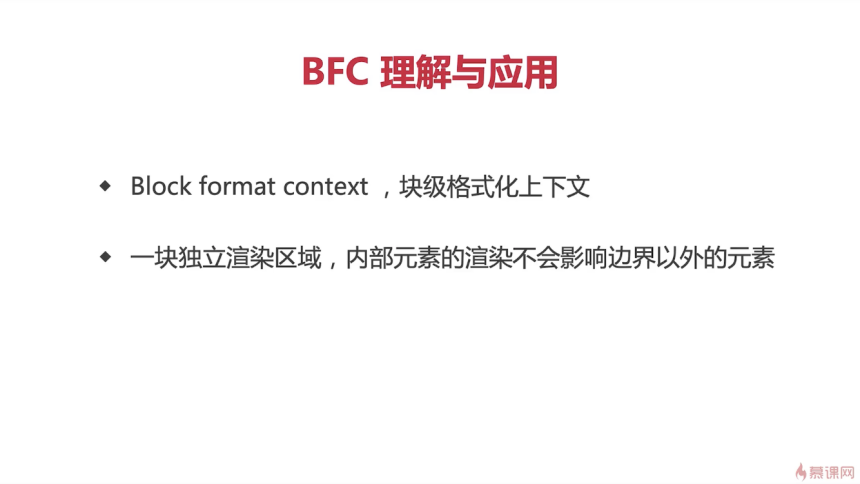 BFC 理解与应用
◆ Block format context ，块级格式化上下文
◆ 一块独立渲染区域，内部元素的渲染不会影响边界以外的元素
慕课网